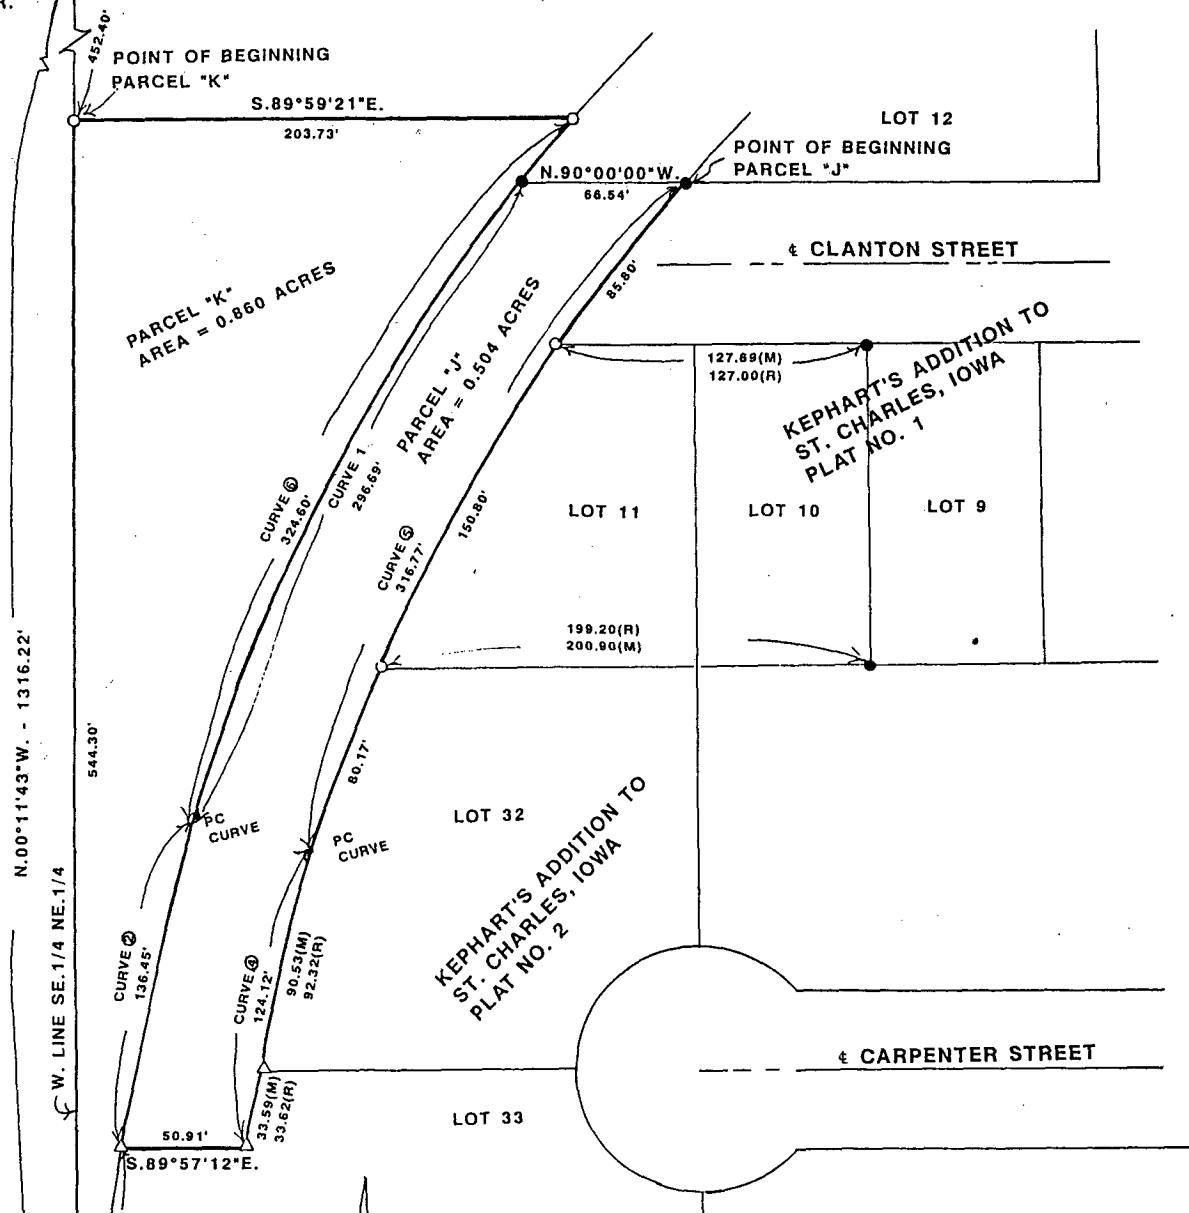 R.
452.40'
POINT OF BEGINNING
PARCEL "K"
S.89°59'21"E.
203.73'
LOT 12
POINT OF BEGINNING
PARCEL "J"
N.90°00'00"W.
66.54'
℄ CLANTON STREET
85.80'
PARCEL "K"
AREA = 0.860 ACRES
PARCEL "J"
AREA = 0.504 ACRES
127.69(M)
127.00(R)
KEPHART'S ADDITION TO
ST. CHARLES, IOWA
PLAT NO. 1
CURVE 6
324.60'
CURVE 1
296.69'
CURVE 5
316.77'
150.80'
LOT 11
LOT 10
LOT 9
199.20(R)
200.90(M)
N.00°11'43"W. - 1316.22'
544.30'
80.17'
PC
CURVE
PC
CURVE
LOT 32
KEPHART'S ADDITION TO
ST. CHARLES, IOWA
PLAT NO. 2
W. LINE SE.1/4 NE.1/4
CURVE 2
136.45'
CURVE 4
124.12'
90.53(M)
92.32(R)
℄ CARPENTER STREET
33.59(M)
33.62(R)
LOT 33
50.91'
S.89°57'12"E.